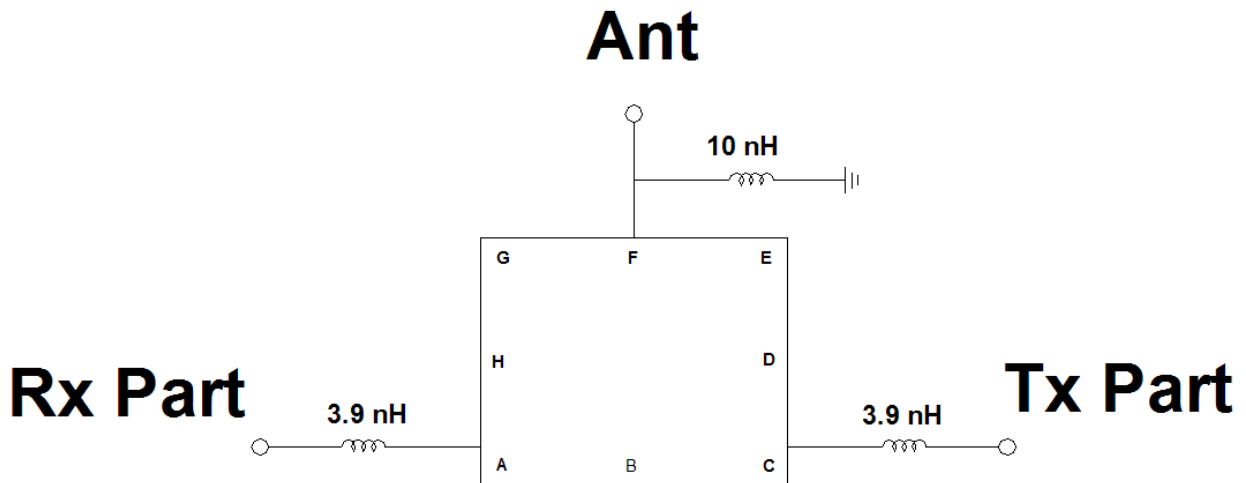 Ant
10 nH
G F E
H D
Rx Part
3.9 nH
3.9 nH
Tx Part
A B C